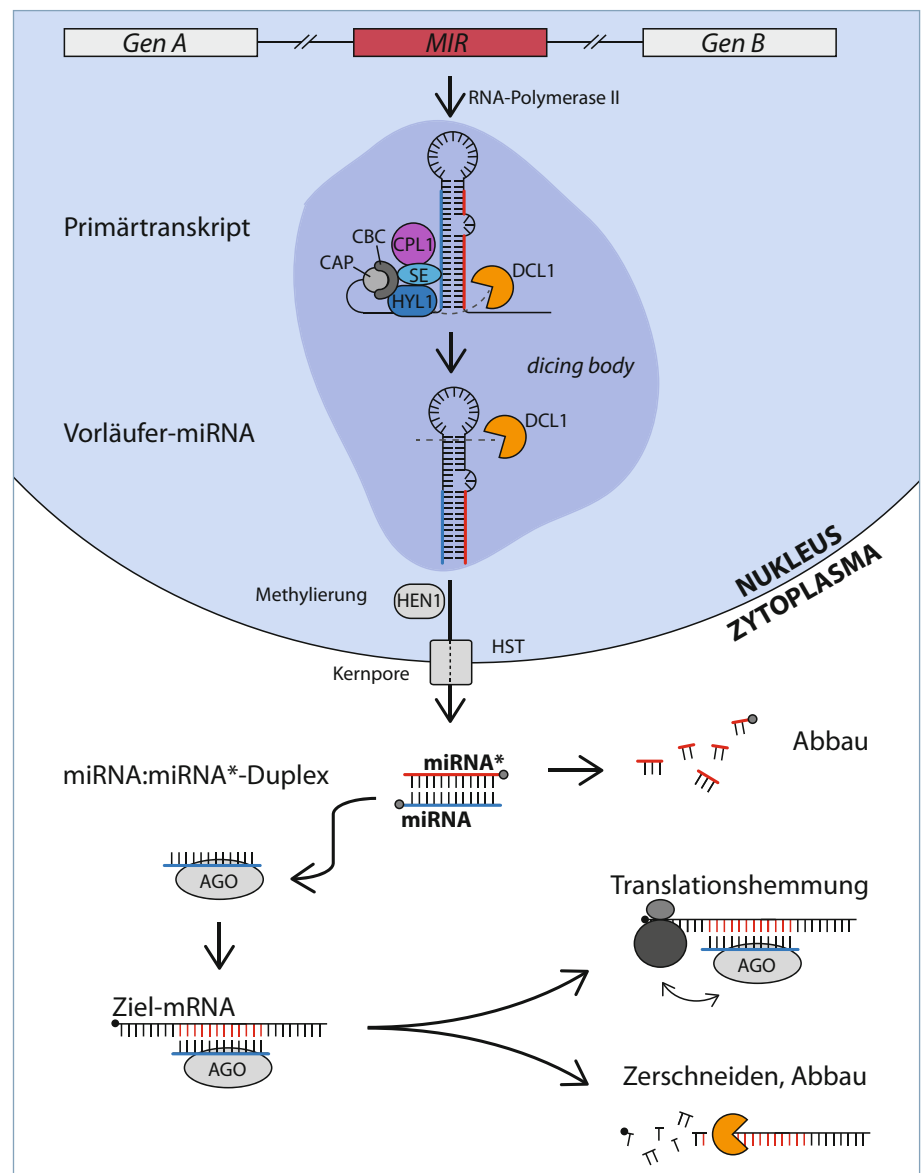 Gen A
MIR
Gen B
RNA-Polymerase II
Primärtranskript
CBC
CPL1
CAP
SE
DCL1
HYL1
dicing body
Vorläufer-miRNA
DCL1
NUKLEUS
ZYTOPLASMA
Methylierung
HEN1
HST
Kernpore
miRNA:miRNA*-Duplex
miRNA*
miRNA
Abbau
AGO
Translationshemmung
AGO
Ziel-mRNA
AGO
Zerschneiden, Abbau